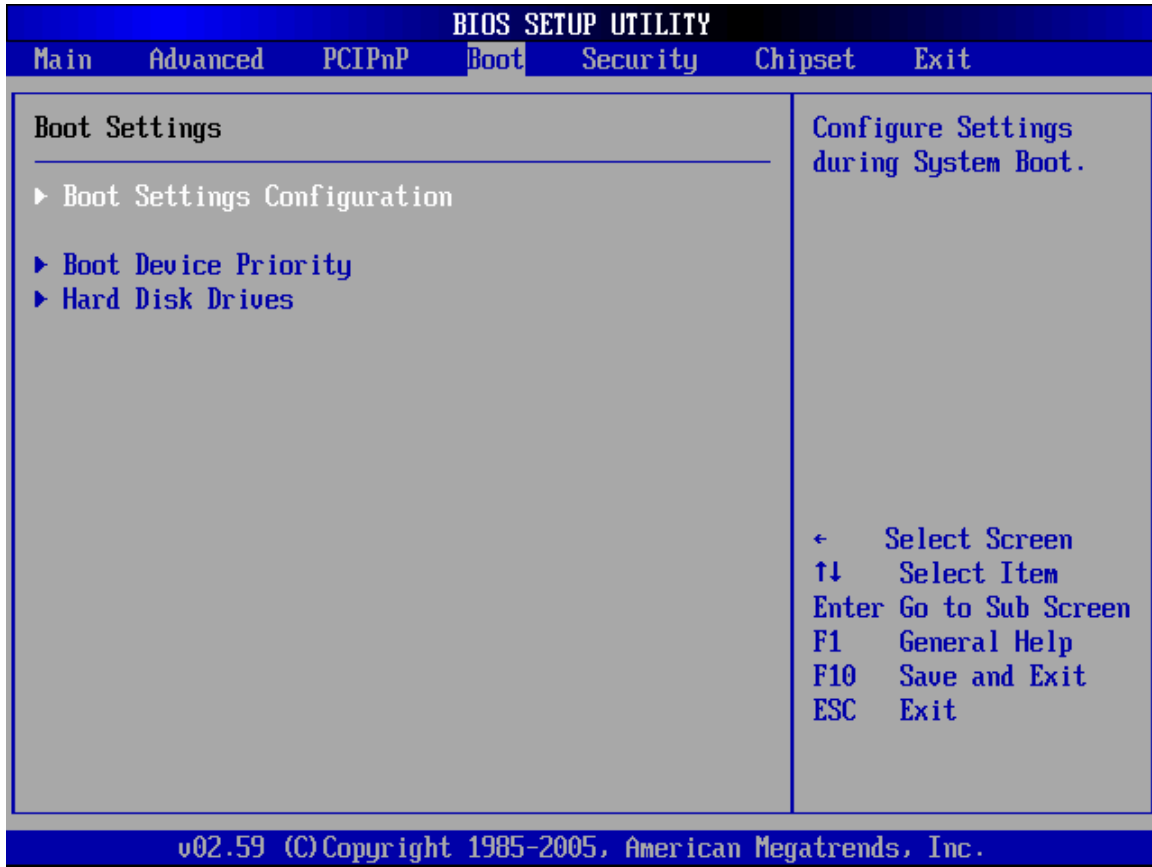 BIOS SETUP UTILITY
Main Advanced PCIPnP Boot Security Chipset Exit
Boot Settings
▶ Boot Settings Configuration
▶ Boot Device Priority
▶ Hard Disk Drives
Configure Settings
during System Boot.
← Select Screen
↑↓ Select Item
Enter Go to Sub Screen
F1 General Help
F10 Save and Exit
ESC Exit
v02.59 (C)Copyright 1985-2005, American Megatrends, Inc.